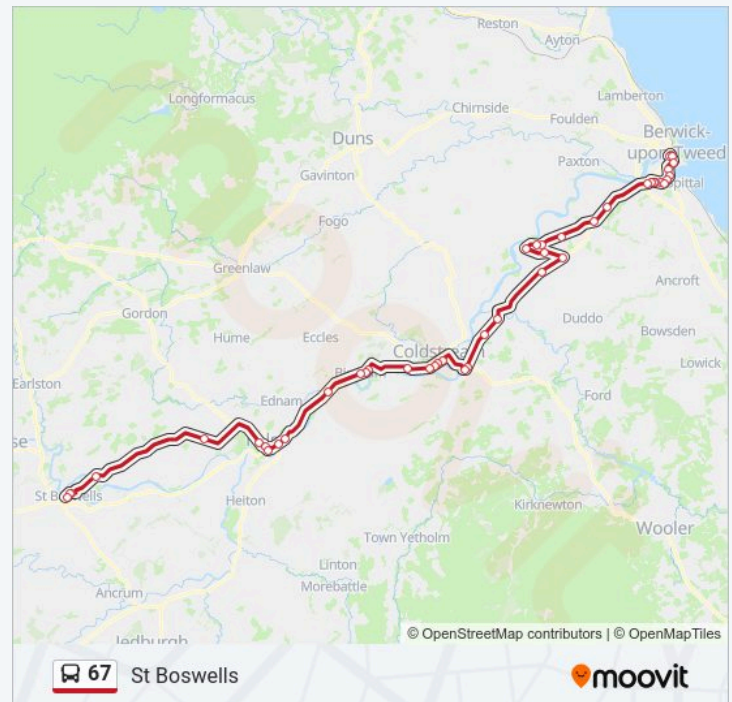 Reston
Ayton
Longformacus
Lamberton
Chirnside
Foulden
Duns
Berwick-
upon-Tweed
Paxton
Gavinton
Spittal
Fogo
Greenlaw
Ancroft
Gordon
Duddo
Hume
Eccles
Bowsden
Coldstream
Lowick
Earlston
Ednam
Ford
St Boswells
Heiton
Kirknewton
Wooler
Town Yetholm
Linton
Morebattle
Ancrum
Jedburgh
© OpenStreetMap contributors | © OpenMapTiles
67 St Boswells
moovit